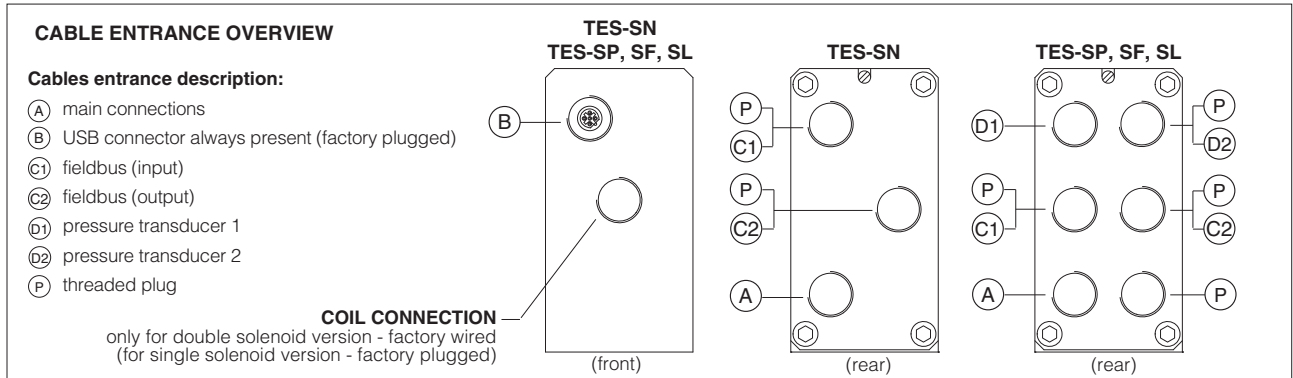 CABLE ENTRANCE OVERVIEW
Cables entrance description:
A main connections
B USB connector always present (factory plugged)
C1 fieldbus (input)
C2 fieldbus (output)
D1 pressure transducer 1
D2 pressure transducer 2
P threaded plug
COIL CONNECTION
only for double solenoid version - factory wired
(for single solenoid version - factory plugged)
TES-SN
TES-SP, SF, SL
B
(front)
TES-SN
P
C1
P
C2
A
(rear)
TES-SP, SF, SL
D1
P
D2
P
C1
P
C2
A
P
(rear)